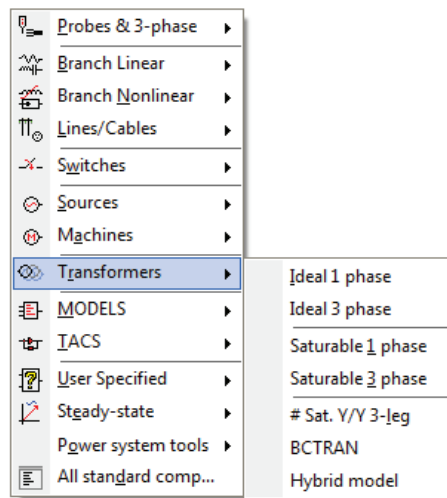 Probes & 3-phase
Branch Linear
Branch Nonlinear
Lines/Cables
Switches
Sources
Machines
Transformers
MODELS
TACS
User Specified
Steady-state
Power system tools
All standard comp...
Ideal 1 phase
Ideal 3 phase
Saturable 1 phase
Saturable 3 phase
# Sat. Y/Y 3-leg
BCTRAN
Hybrid model